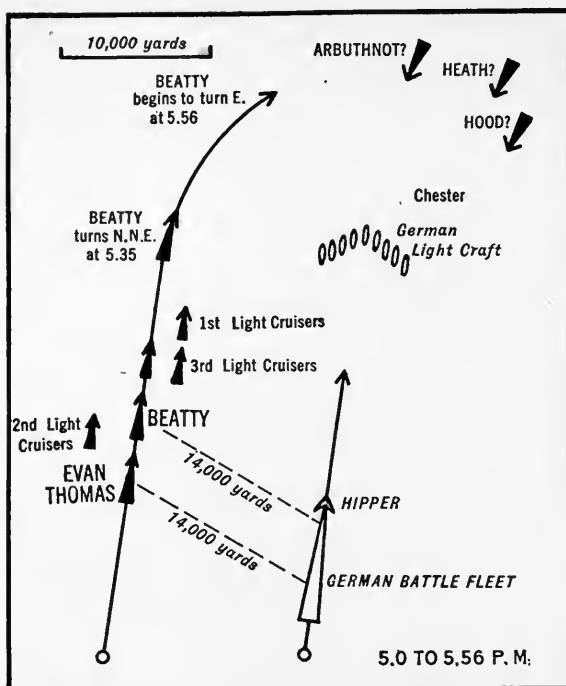 10,000 yards
BEATTY
begins to turn E.
at 5.56
ARBUTHNOT?
HEATH?
HOOD?
BEATTY
turns N.N.E.
at 5.35
Chester
German
Light Craft
1st Light Cruisers
3rd Light Cruisers
2nd Light
Cruisers
BEATTY
EVAN
THOMAS
14,000 yards
14,000 yards
HIPPER
GERMAN BATTLE FLEET
5.0 TO 5.56 P. M: